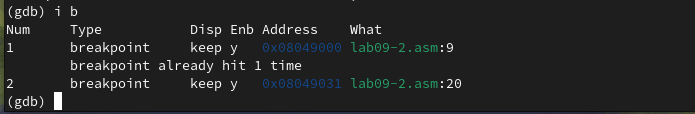 (gdb) i b
Num     Type           Disp Enb Address    What
1       breakpoint     keep y   0x08049000 lab09-2.asm:9
        breakpoint already hit 1 time
2       breakpoint     keep y   0x08049031 lab09-2.asm:20
(gdb)